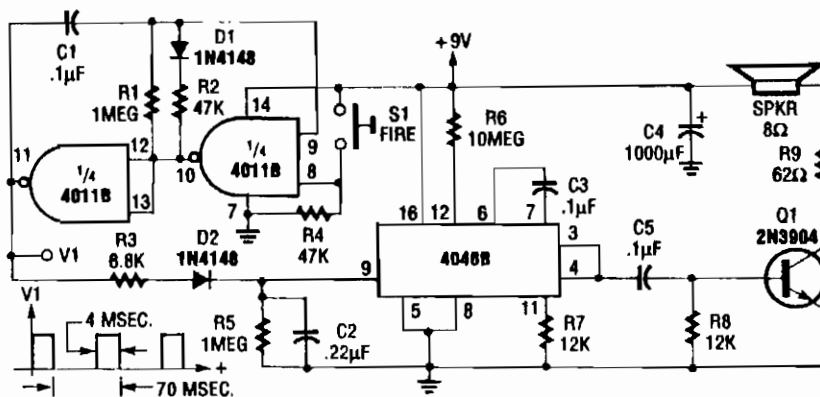 C1
.1µF
D1
1N4148
R1
1MEG
R2
47K
+9V
14
S1
FIRE
R6
10MEG
C4
1000µF
+
SPKR
8Ω
R9
62Ω
11
12
13
1/4
4011B
10
1/4
4011B
9
8
7
R4
47K
16
12
6
7
C3
.1µF
V1
R3
6.8K
D2
1N4148
9
4046B
3
4
C5
.1µF
Q1
2N3904
5
8
11
V1
4 MSEC.
+
70 MSEC.
R5
1MEG
C2
.22µF
R7
12K
R8
12K